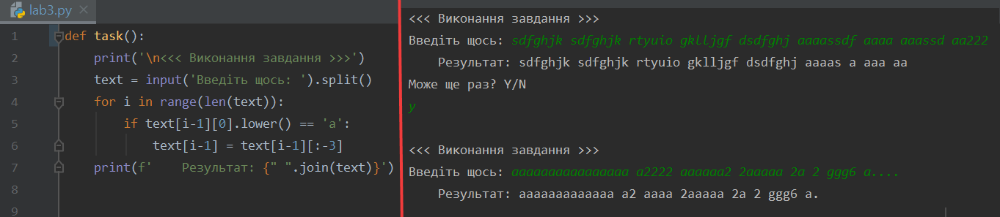 lab3.py ×
1 def task():
2 print('\n<<< Виконання завдання >>>')
3 text = input('Введіть щось: ').split()
4 for i in range(len(text)):
5 if text[i-1][0].lower() == 'a':
6 text[i-1] = text[i-1][:-3]
7 print(f'    Результат: {" ".join(text)}')
8
9
<<< Виконання завдання >>>
Введіть щось: sdfghjk sdfghjk rtyuio gklljgf dsdfghj aaaassdf aaaa aaassd aa222
Результат: sdfghjk sdfghjk rtyuio gklljgf dsdfghj aaaas a aaa aa
Може ще раз? Y/N
y
<<< Виконання завдання >>>
Введіть щось: aaaaaaaaaaaaaaaa a2222 aaaaaa2 2aaaaa 2a 2 ggg6 a....
Результат: aaaaaaaaaaaaa a2 aaaa 2aaaaa 2a 2 ggg6 a.